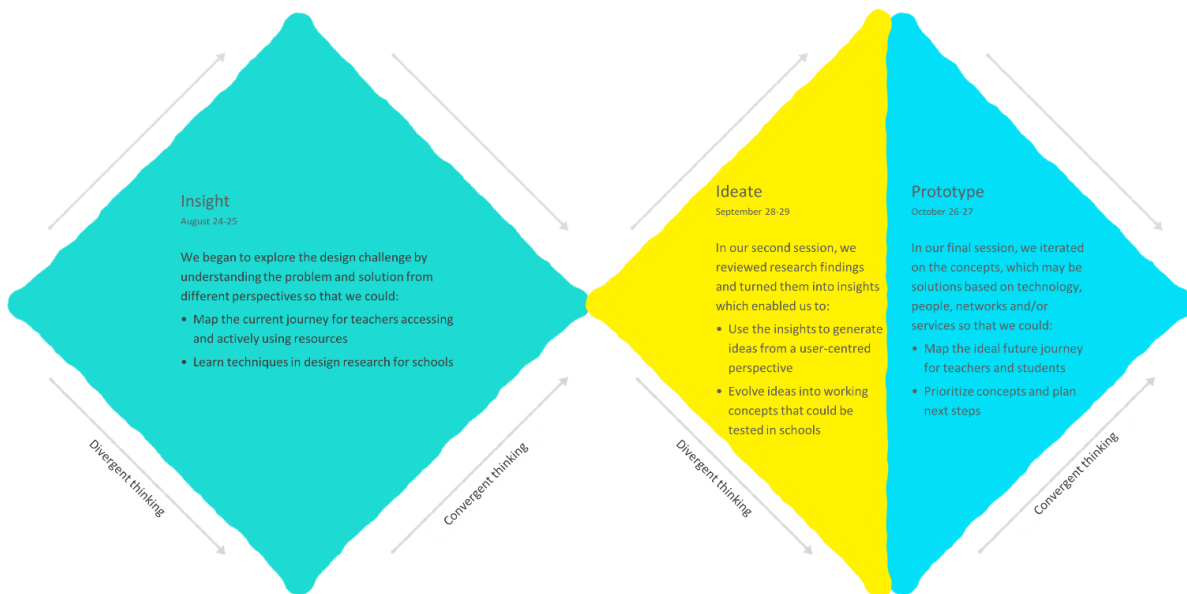 Insight
August 24-25
We began to explore the design challenge by
understanding the problem and solution from
different perspectives so that we could:
• Map the current journey for teachers accessing
and actively using resources
• Learn techniques in design research for schools
Divergent thinking
Convergent thinking
Ideate
September 28-29
In our second session, we
reviewed research findings
and turned them into insights
which enabled us to:
• Use the insights to generate
ideas from a user-centred
perspective
• Evolve ideas into working
concepts that could be
tested in schools
Divergent thinking
Prototype
October 26-27
In our final session, we iterated
on the concepts, which may be
solutions based on technology,
people, networks and/or
services so that we could:
• Map the ideal future journey
for teachers and students
• Prioritize concepts and plan
next steps
Convergent thinking